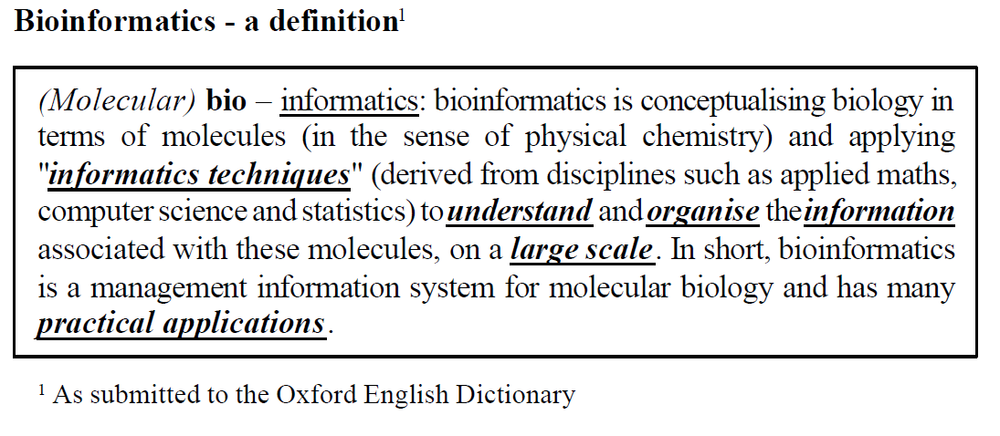 Bioinformatics - a definition¹
(Molecular) bio – informatics: bioinformatics is conceptualising biology in
terms of molecules (in the sense of physical chemistry) and applying
"informatics techniques" (derived from disciplines such as applied maths,
computer science and statistics) to understand and organise the information
associated with these molecules, on a large scale. In short, bioinformatics
is a management information system for molecular biology and has many
practical applications.
¹ As submitted to the Oxford English Dictionary